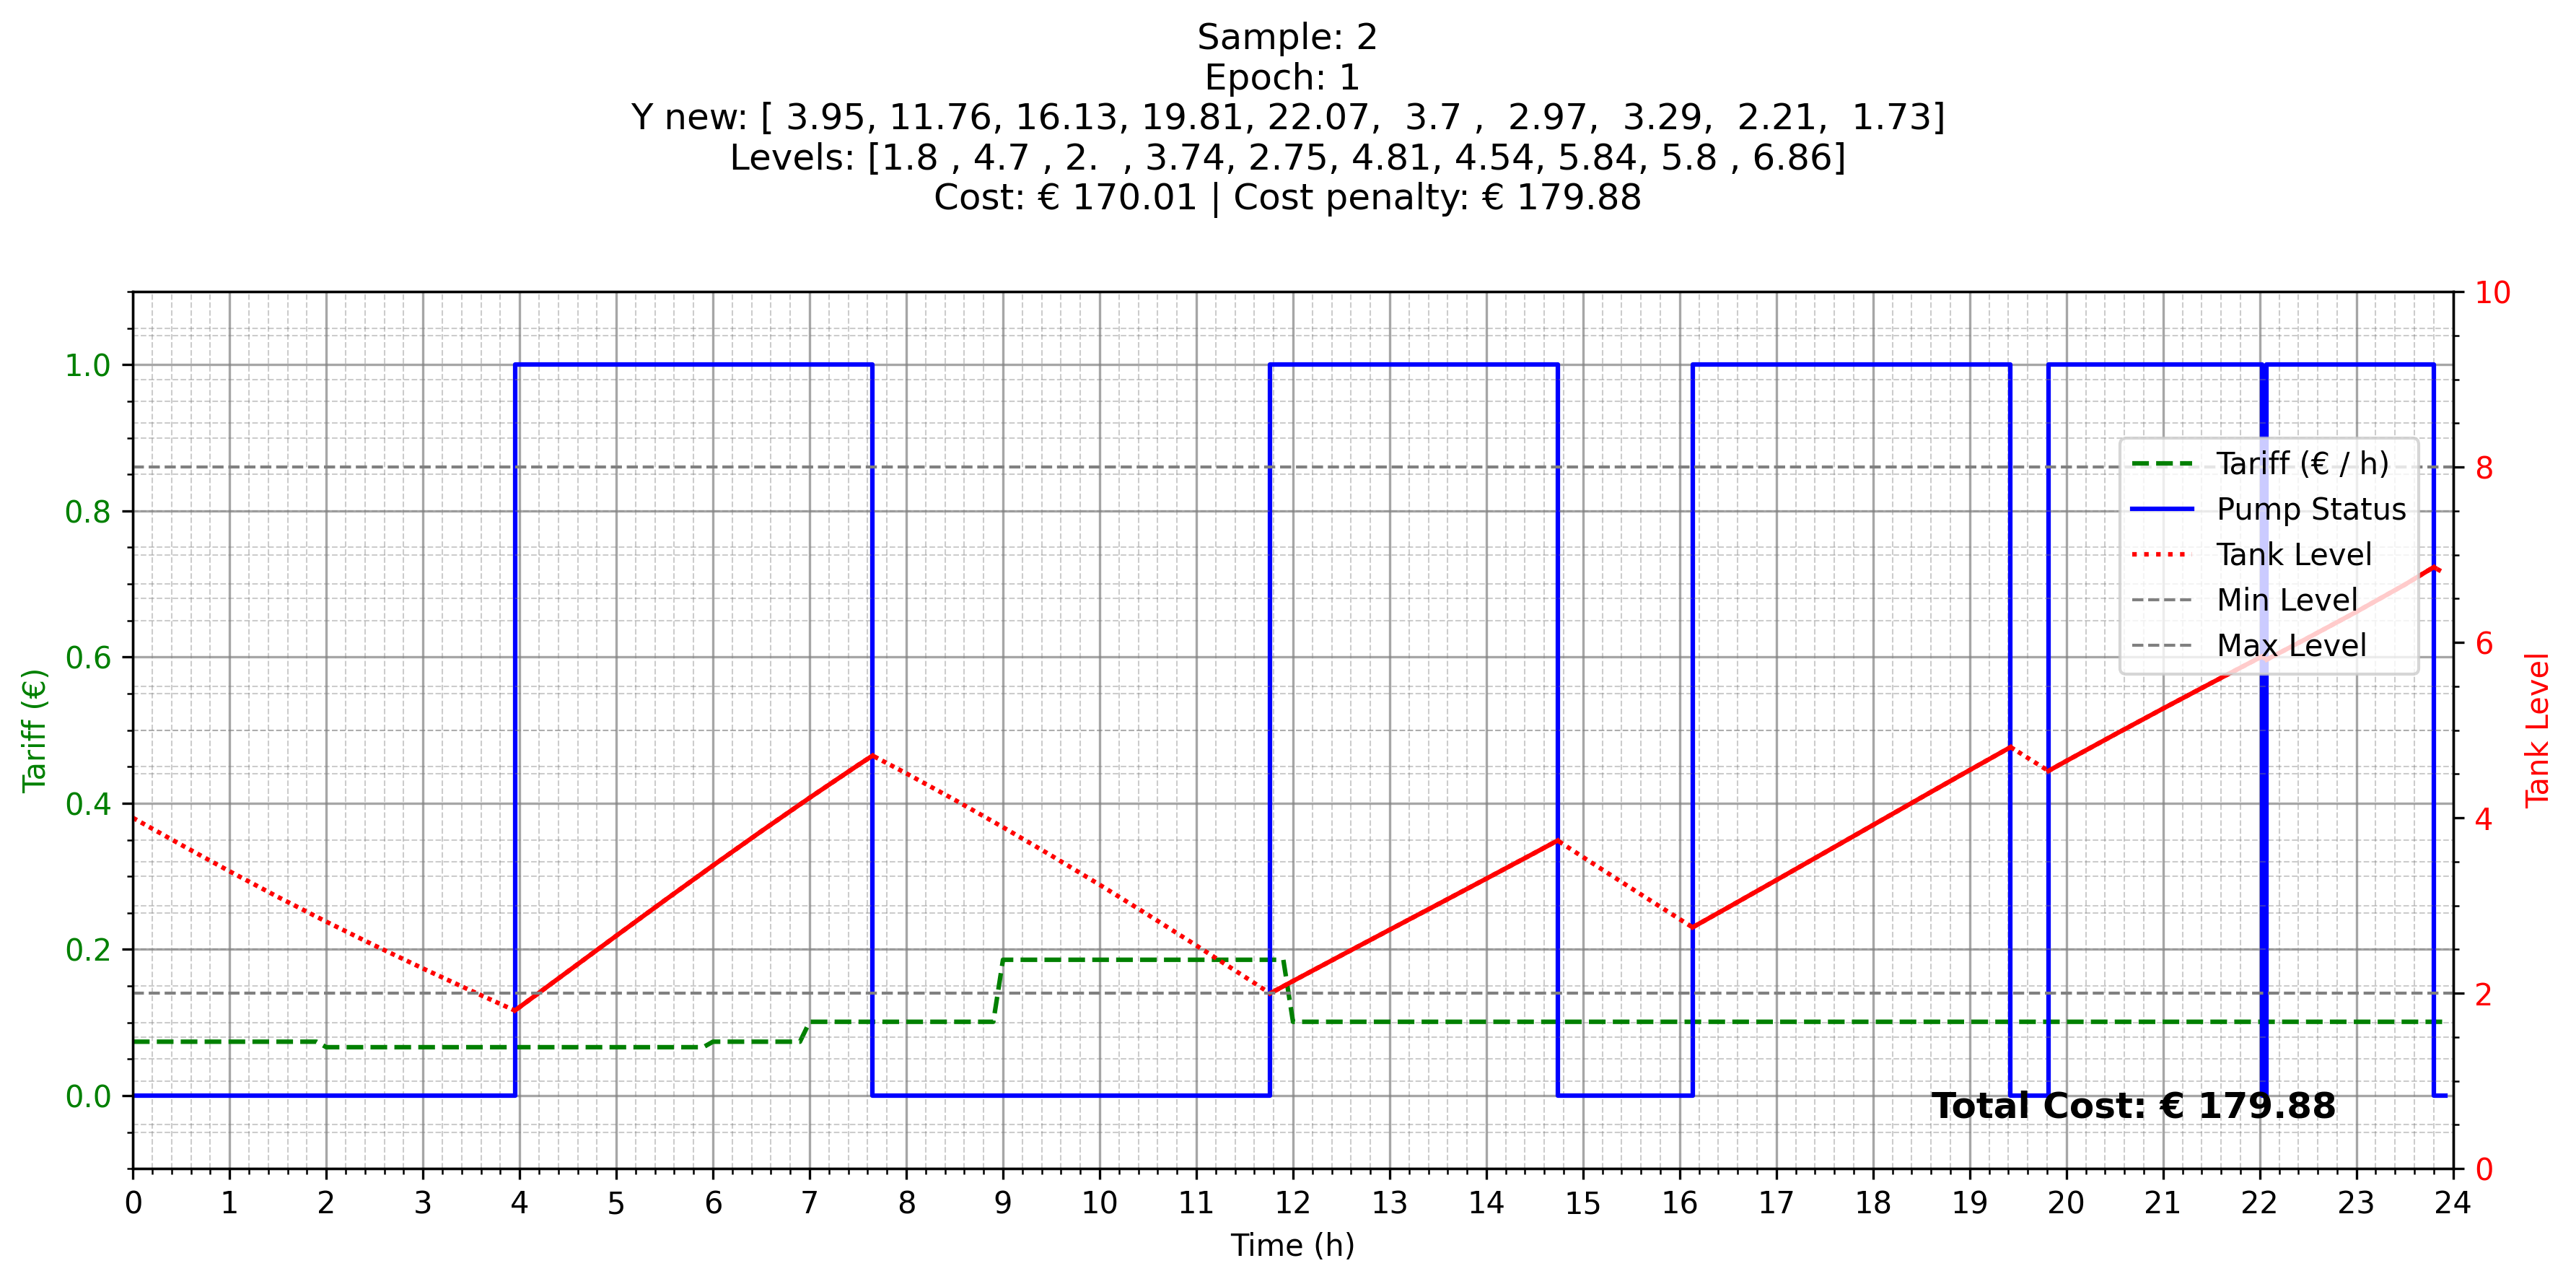 Sample: 2
Epoch: 1
Y new: [ 3.95, 11.76, 16.13, 19.81, 22.07,  3.7 ,  2.97,  3.29,  2.21,  1.73]
Levels: [1.8 , 4.7 , 2.  , 3.74, 2.75, 4.81, 4.54, 5.84, 5.8 , 6.86]
Cost: € 170.01 | Cost penalty: € 179.88
10
1.0
8
Tariff (€ / h)
0.8
Pump Status
Tank Level
Min Level
0.6
Max Level
6
Tariff (€)
Tank Level
0.4
4
0.2
2
0.0
Total Cost: € 179.88
0
0 1 2 3 4 5 6 7 8 9 10 11 12 13 14 15 16 17 18 19 20 21 22 23 24
Time (h)